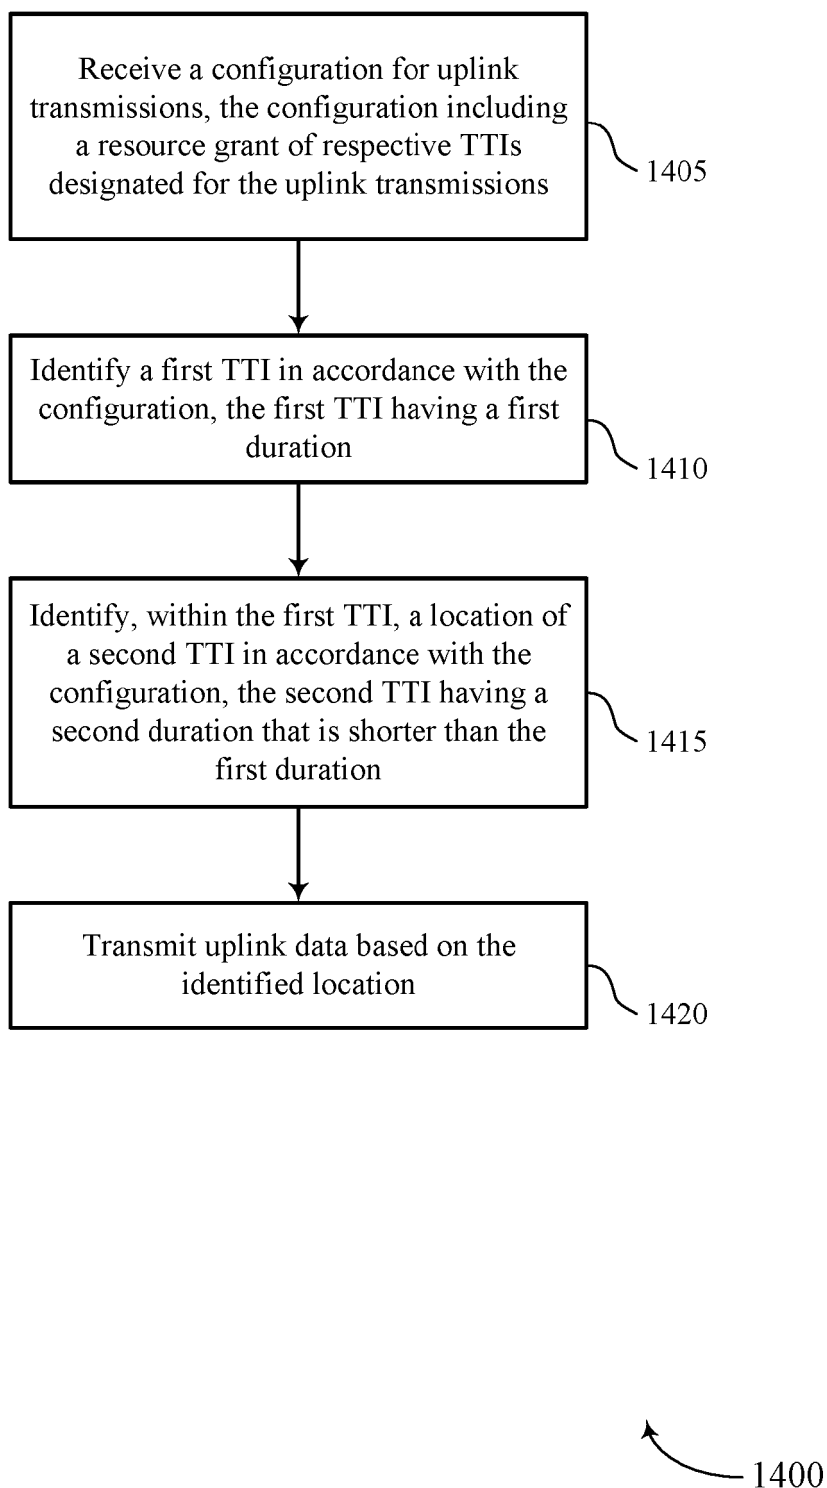 Receive a configuration for uplink
transmissions, the configuration including
a resource grant of respective TTIs
designated for the uplink transmissions
1405
Identify a first TTI in accordance with the
configuration, the first TTI having a first
duration
1410
Identify, within the first TTI, a location of
a second TTI in accordance with the
configuration, the second TTI having a
second duration that is shorter than the
first duration
1415
Transmit uplink data based on the
identified location
1420
1400